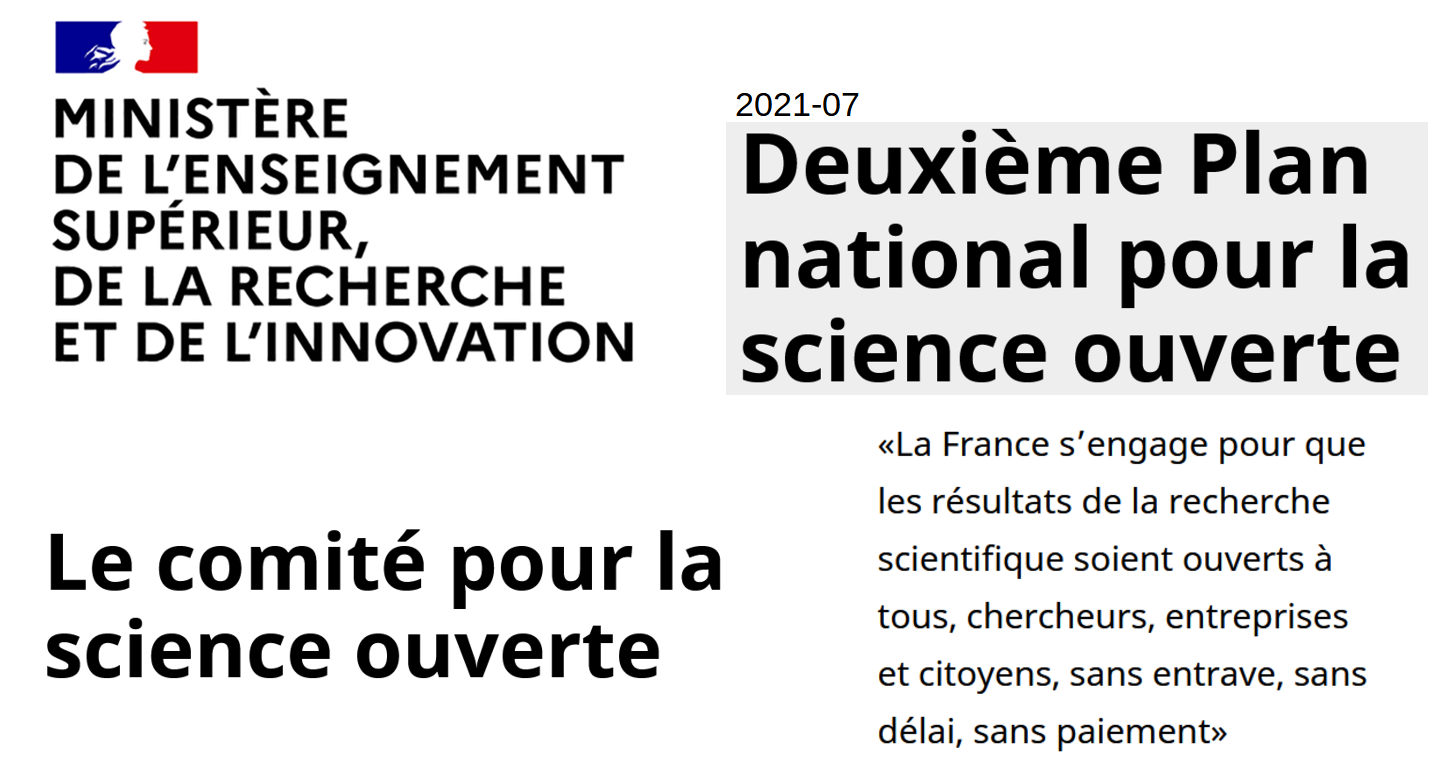 MINISTÈRE
DE L’ENSEIGNEMENT
SUPÉRIEUR,
DE LA RECHERCHE
ET DE L’INNOVATION
2021-07
Deuxième Plan
national pour la
science ouverte
Le comité pour la
science ouverte
«La France s’engage pour que
les résultats de la recherche
scientifique soient ouverts à
tous, chercheurs, entreprises
et citoyens, sans entrave, sans
délai, sans paiement»